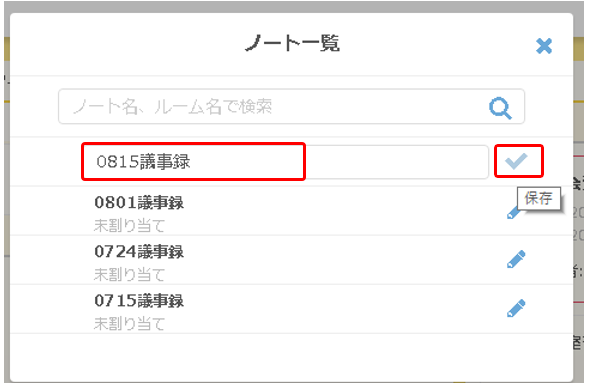 ノート一覧
ノート名、ルーム名で検索
0815議事録
保存
0801議事録
未割り当て
0724議事録
未割り当て
0715議事録
未割り当て